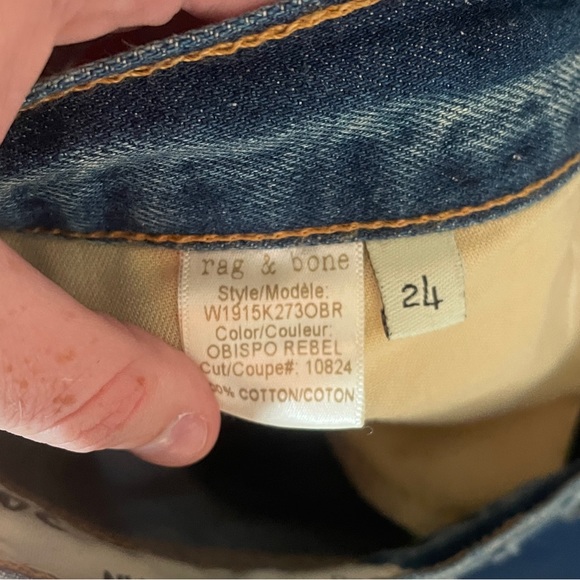 rag & bone
Style/Modèle:
W1915K273OBR
Color/Couleur:
OBISPO REBEL
Cut/Coupe#: 10824
COTTON/COTON
24